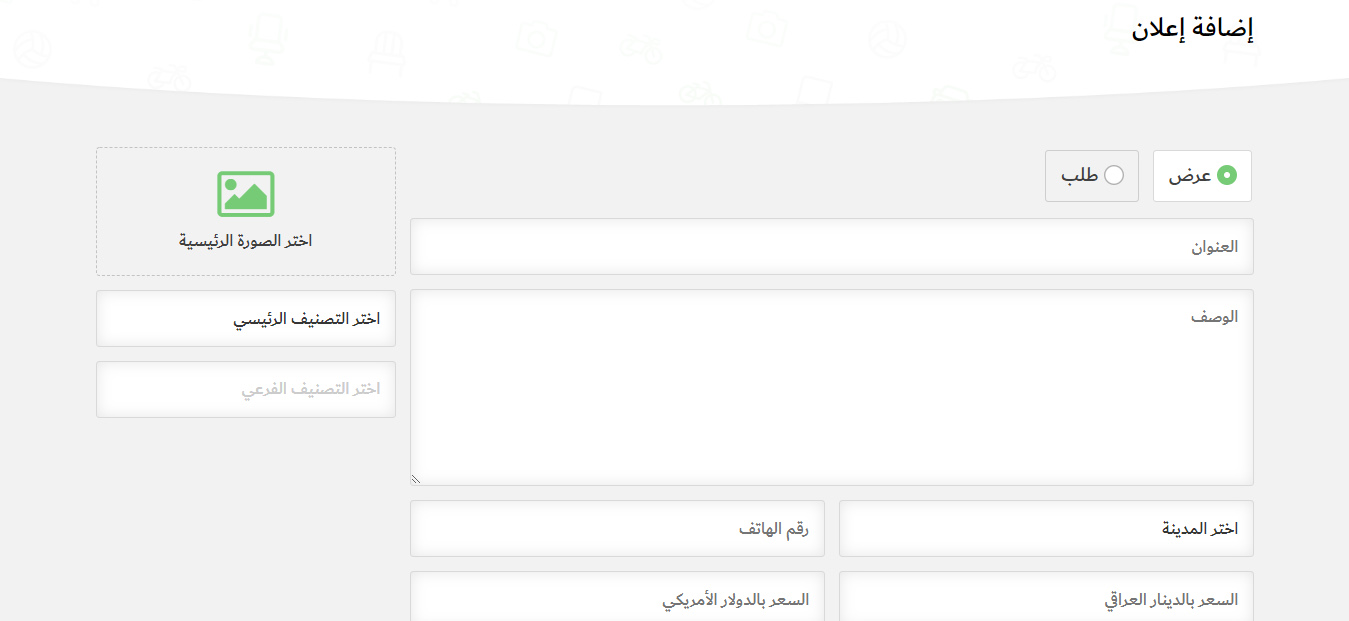 إضافة إعلان
عرض
طلب
العنوان
الوصف
اختر المدينة
رقم الهاتف
السعر بالدينار العراقي
السعر بالدولار الأمريكي
اختر الصورة الرئيسية
اختر التصنيف الرئيسي
اختر التصنيف الفرعي